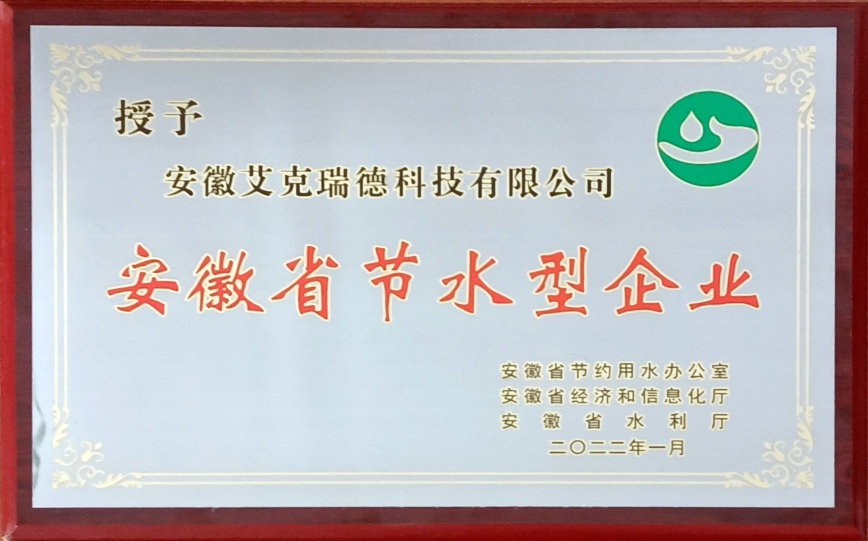 授予
安徽艾克瑞德科技有限公司
安徽省节水型企业
安徽省节约用水办公室
安徽省经济和信息化厅
安徽省水利厅
二〇二二年一月